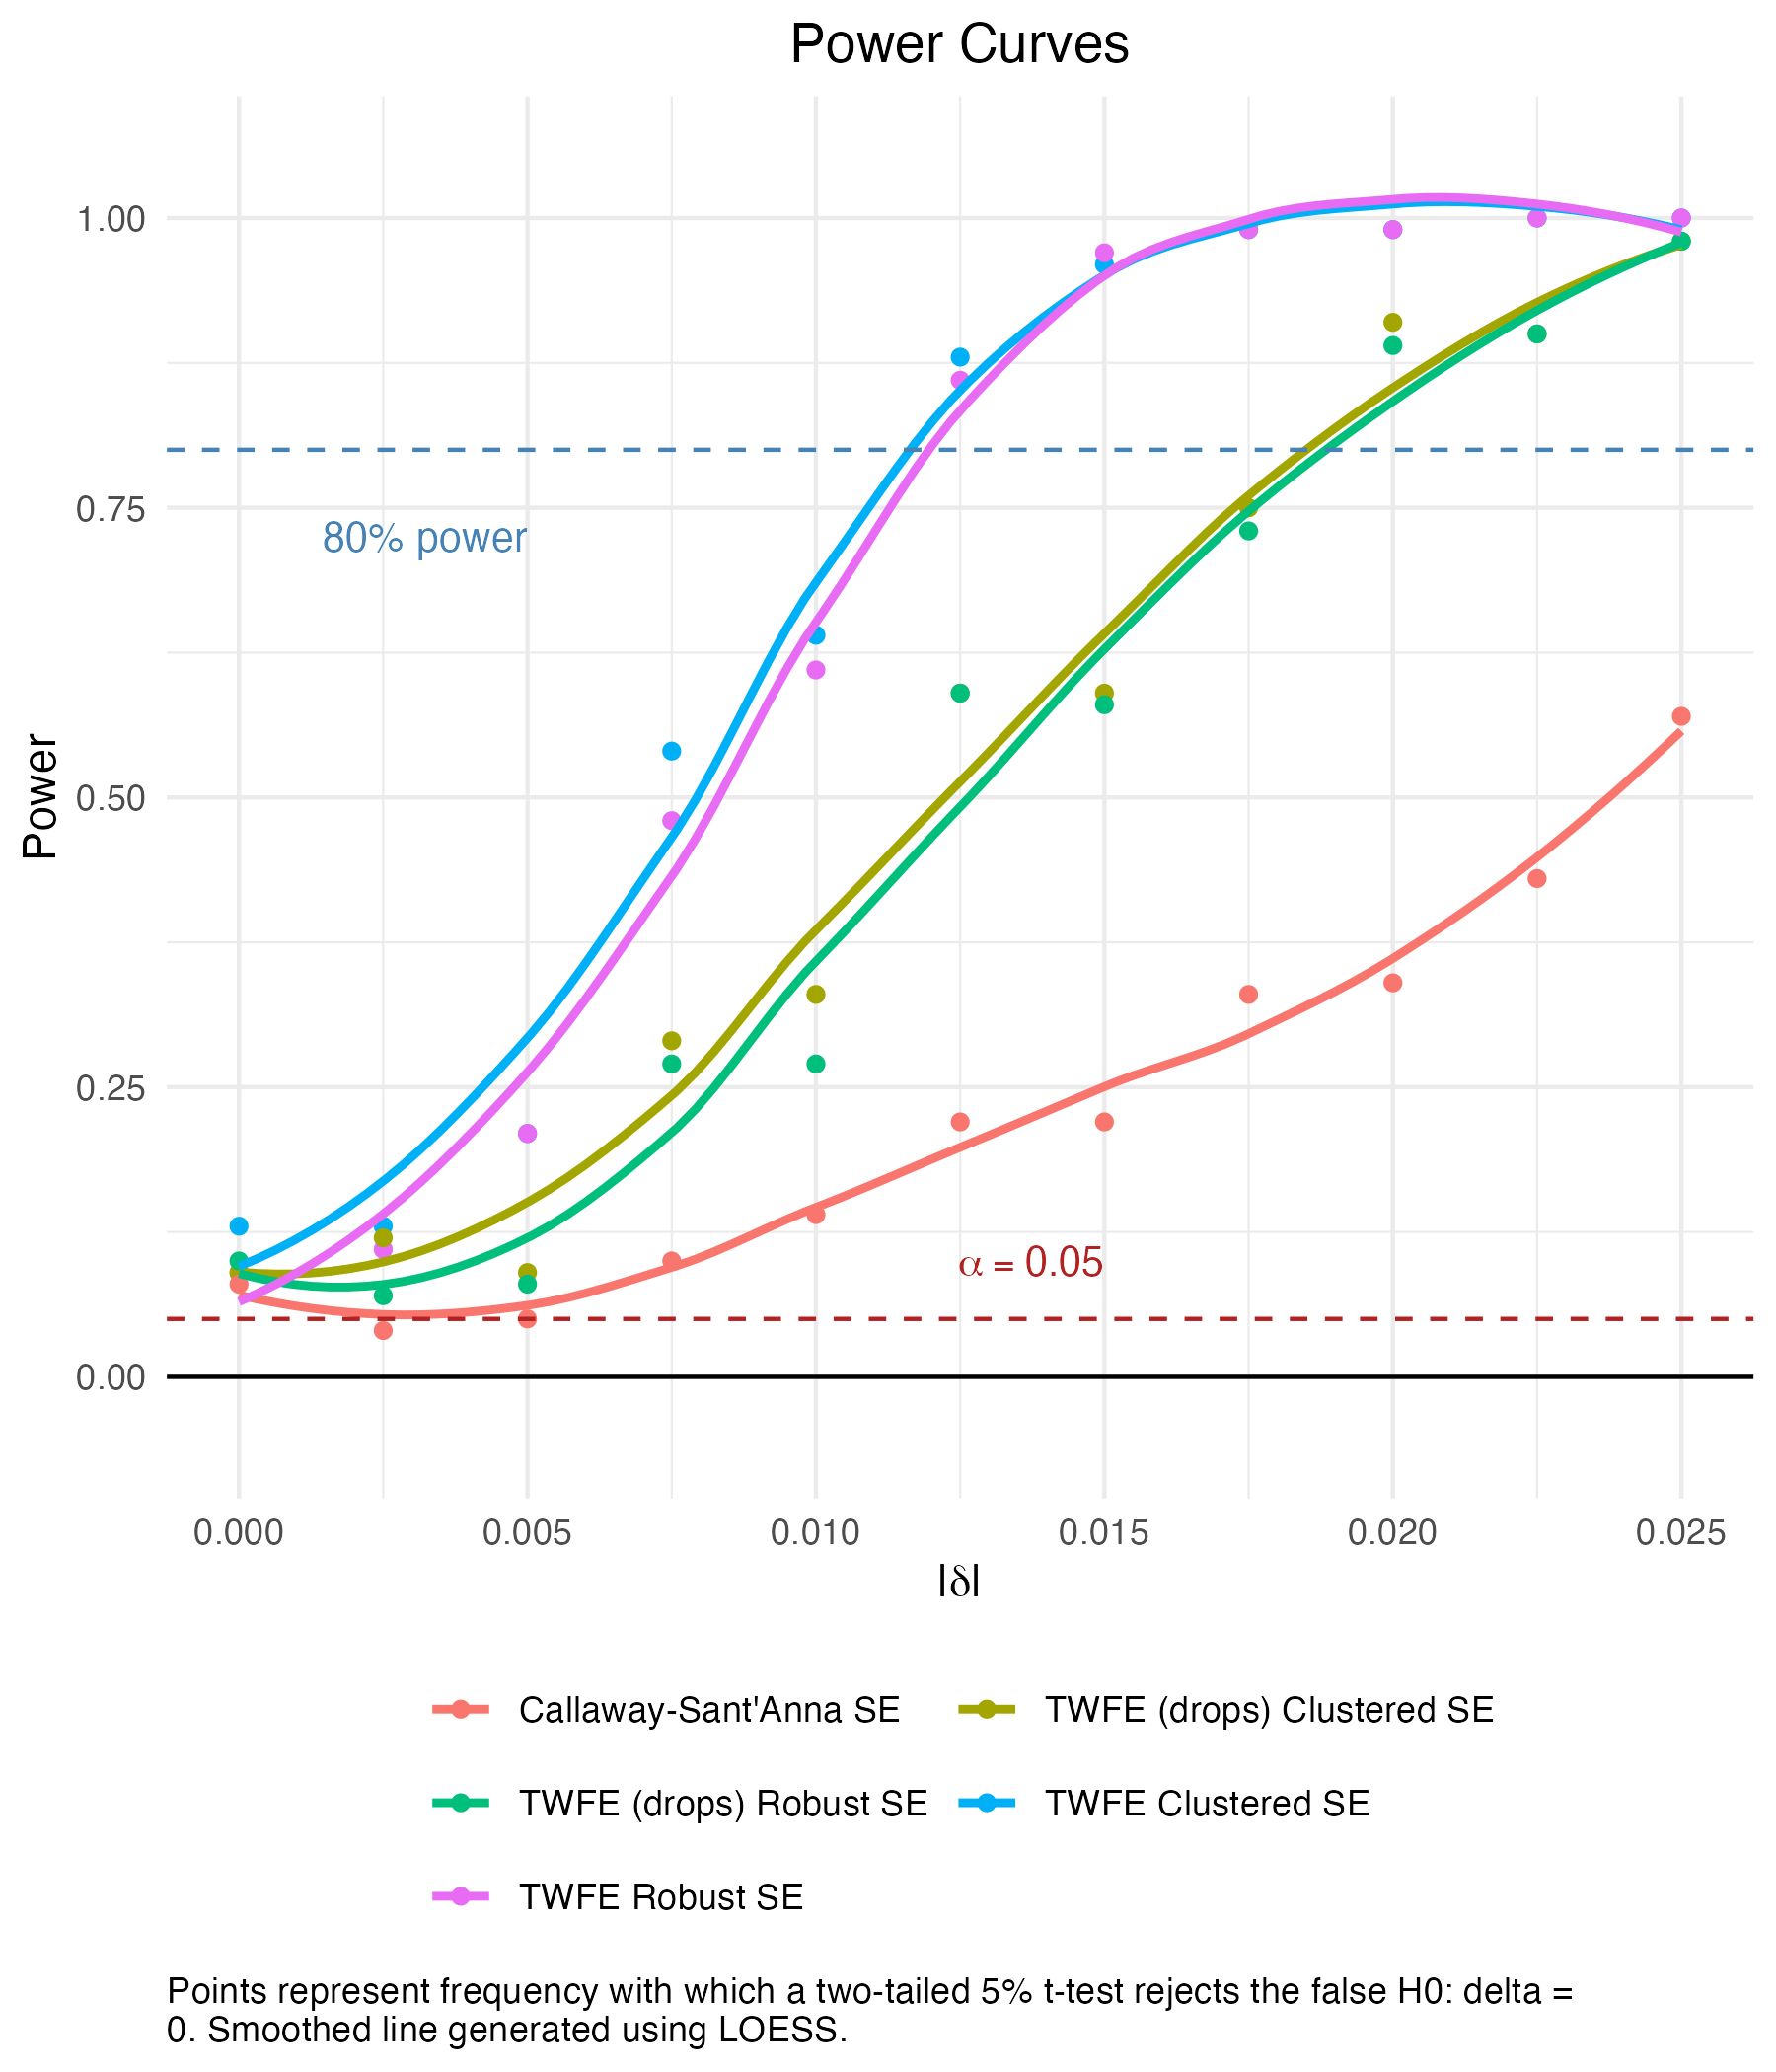 Power Curves
1.00
0.75
0.50
0.25
0.00
Power
80% power
α = 0.05
0.000 0.005 0.010 0.015 0.020 0.025
|δ|
Callaway-Sant'Anna SE TWFE (drops) Clustered SE
TWFE (drops) Robust SE TWFE Clustered SE
TWFE Robust SE
Points represent frequency with which a two-tailed 5% t-test rejects the false H0: delta =
0. Smoothed line generated using LOESS.